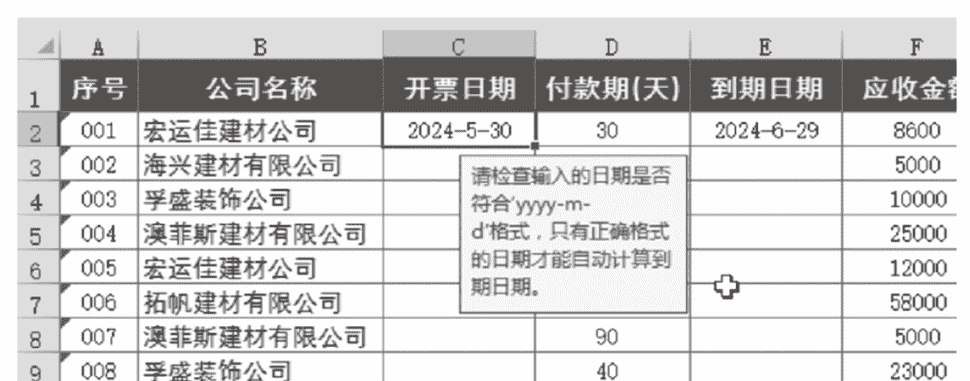 A B C D E F
1 序号 公司名称 开票日期 付款期(天) 到期日期 应收金
2 001 宏运佳建材公司 2024-5-30 30 2024-6-29 8600
3 002 海兴建材有限公司 5000
4 003 孚盛装饰公司 10000
5 004 澳菲斯建材有限公司 25000
6 005 宏运佳建材公司 12000
7 006 拓帆建材有限公司 58000
8 007 澳菲斯建材有限公司 90 5000
9 008 孚盛装饰公司 40 23000
请检查输入的日期是否
符合'yyyy-m-
d'格式，只有正确格式
的日期才能自动计算到
期日期。